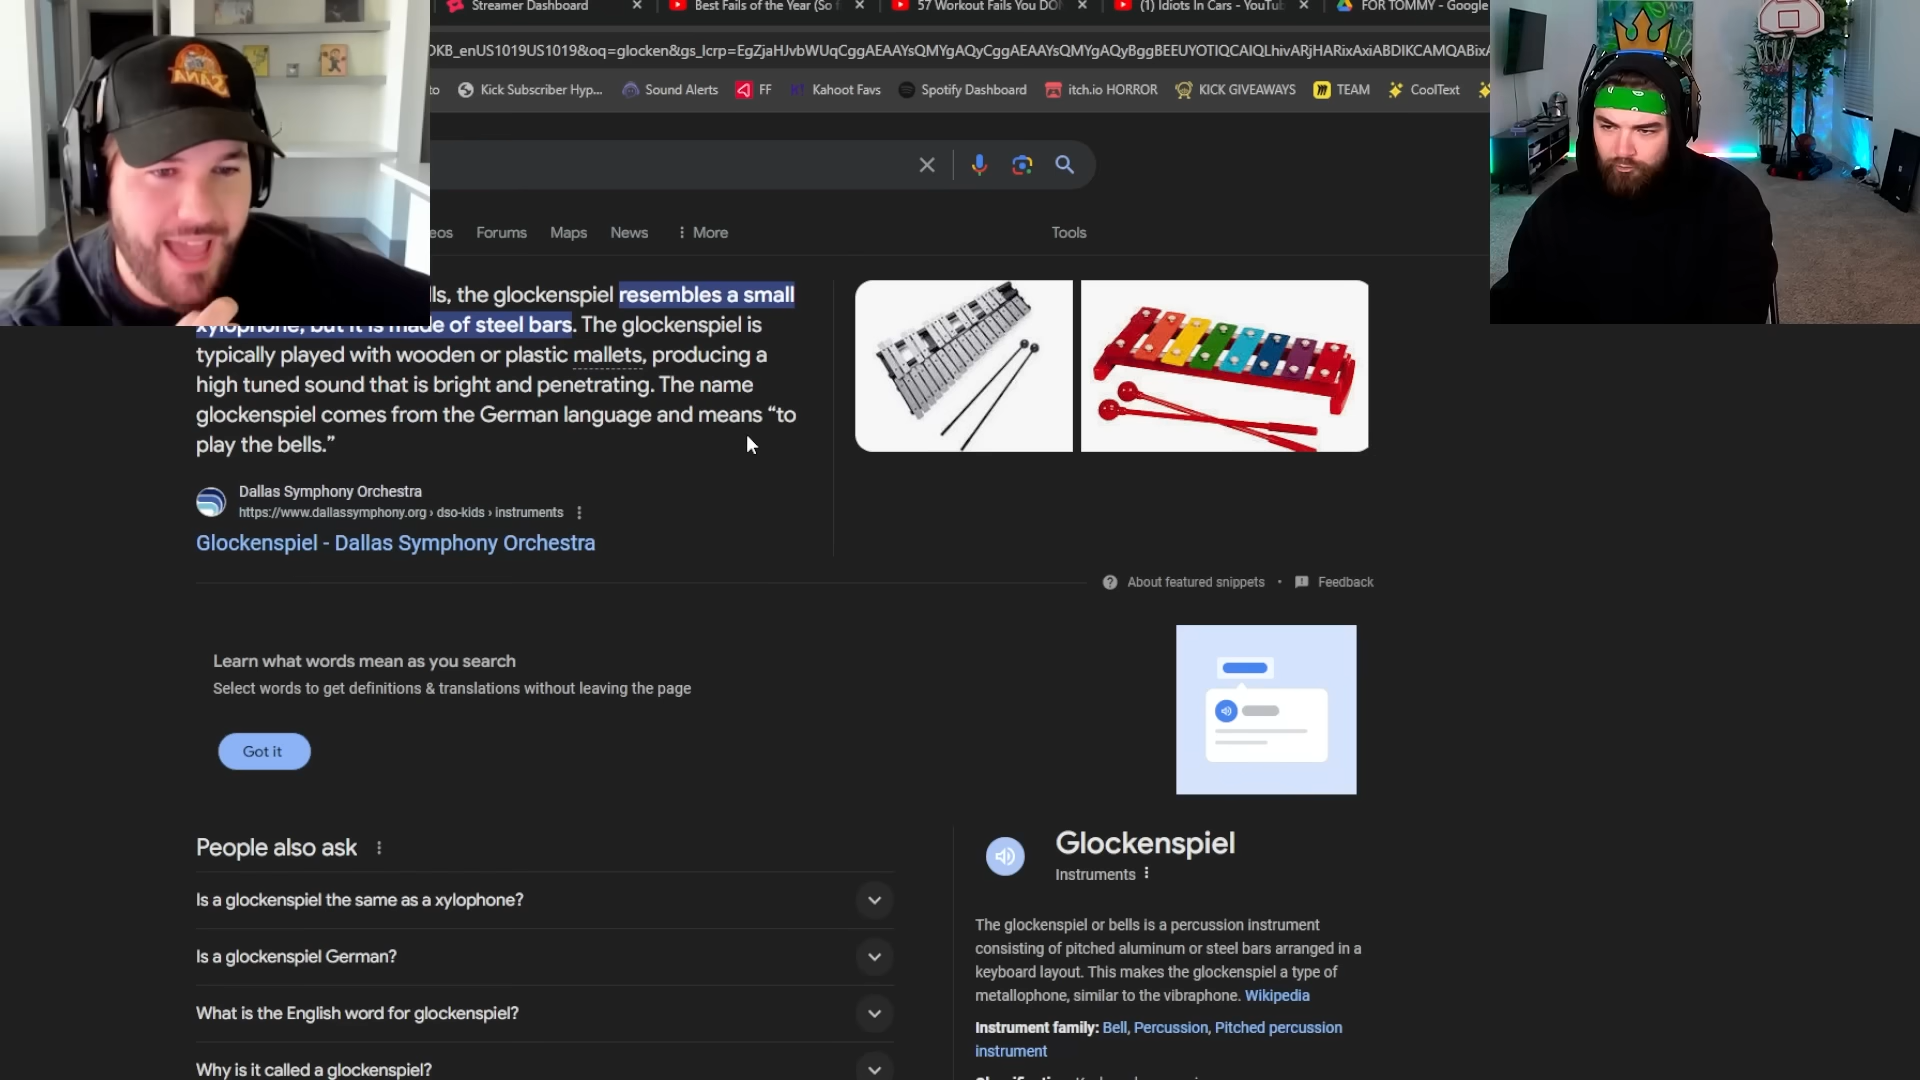 Streamer Dashboard
Best Fails of the Year (So f
57 Workout Fails You DO
(1) Idiots In Cars - YouTu
FOR TOMMY - Google
OKB_enUS1019US1019&oq=glocken&gs_lcrp=
Kick Subscriber Hyp...
Sound Alerts
FF
Kahoot Favs
Spotify Dashboard
itch.io HORROR
KICK GIVEAWAYS
TEAM
CoolText
eos
Forums
Maps
News
More
Tools
lls, the glockenspiel resembles a small
xylophone, but it is made of steel bars. The glockenspiel is
typically played with wooden or plastic mallets, producing a
high tuned sound that is bright and penetrating. The name
glockenspiel comes from the German language and means “to
play the bells.”
Dallas Symphony Orchestra
https://www.dallassymphony.org › dso-kids › instruments
Glockenspiel - Dallas Symphony Orchestra
About featured snippets • Feedback
Learn what words mean as you search
Select words to get definitions & translations without leaving the page
Got it
People also ask
Is a glockenspiel the same as a xylophone?
Is a glockenspiel German?
What is the English word for glockenspiel?
Why is it called a glockenspiel?
Glockenspiel
Instruments
The glockenspiel or bells is a percussion instrument
consisting of pitched aluminum or steel bars arranged in a
keyboard layout. This makes the glockenspiel a type of
metallophone, similar to the vibraphone. Wikipedia
Instrument family: Bell, Percussion, Pitched percussion
instrument